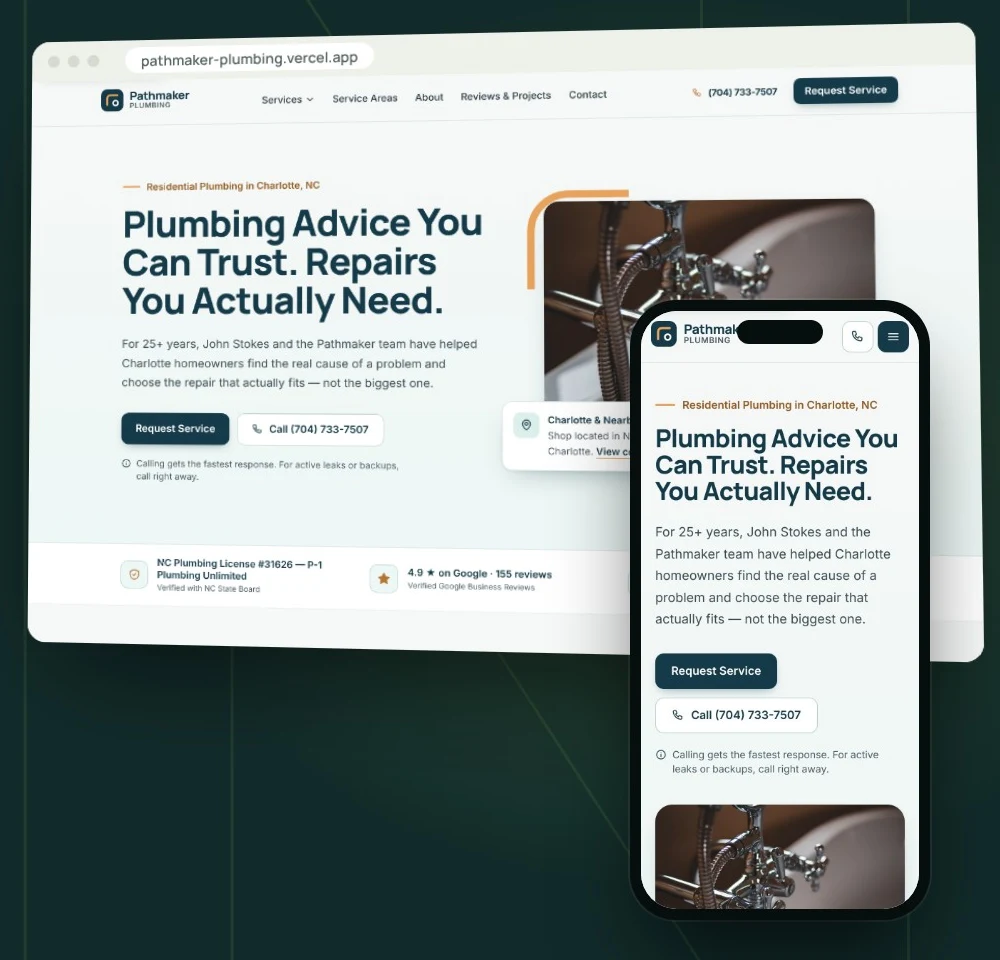 pathmaker-plumbing.vercel.app
Pathmaker
PLUMBING
Services
Service Areas
About
Reviews & Projects
Contact
(704) 733-7507
Request Service
Residential Plumbing in Charlotte, NC
Plumbing Advice You
Can Trust. Repairs
You Actually Need.
For 25+ years, John Stokes and the Pathmaker team have helped
Charlotte homeowners find the real cause of a problem and
choose the repair that actually fits — not the biggest one.
Request Service
Call (704) 733-7507
Calling gets the fastest response. For active leaks or backups,
call right away.
Charlotte & Nearb
Shop located in N
Charlotte. View co
NC Plumbing License #31626 — P-1
Plumbing Unlimited
Verified with NC State Board
4.9 ★ on Google · 155 reviews
Verified Google Business Reviews
Pathmak
PLUMBING
Residential Plumbing in Charlotte, NC
Plumbing Advice You
Can Trust. Repairs
You Actually Need.
For 25+ years, John Stokes and the
Pathmaker team have helped Charlotte
homeowners find the real cause of a
problem and choose the repair that
actually fits — not the biggest one.
Request Service
Call (704) 733-7507
Calling gets the fastest response. For active
leaks or backups, call right away.